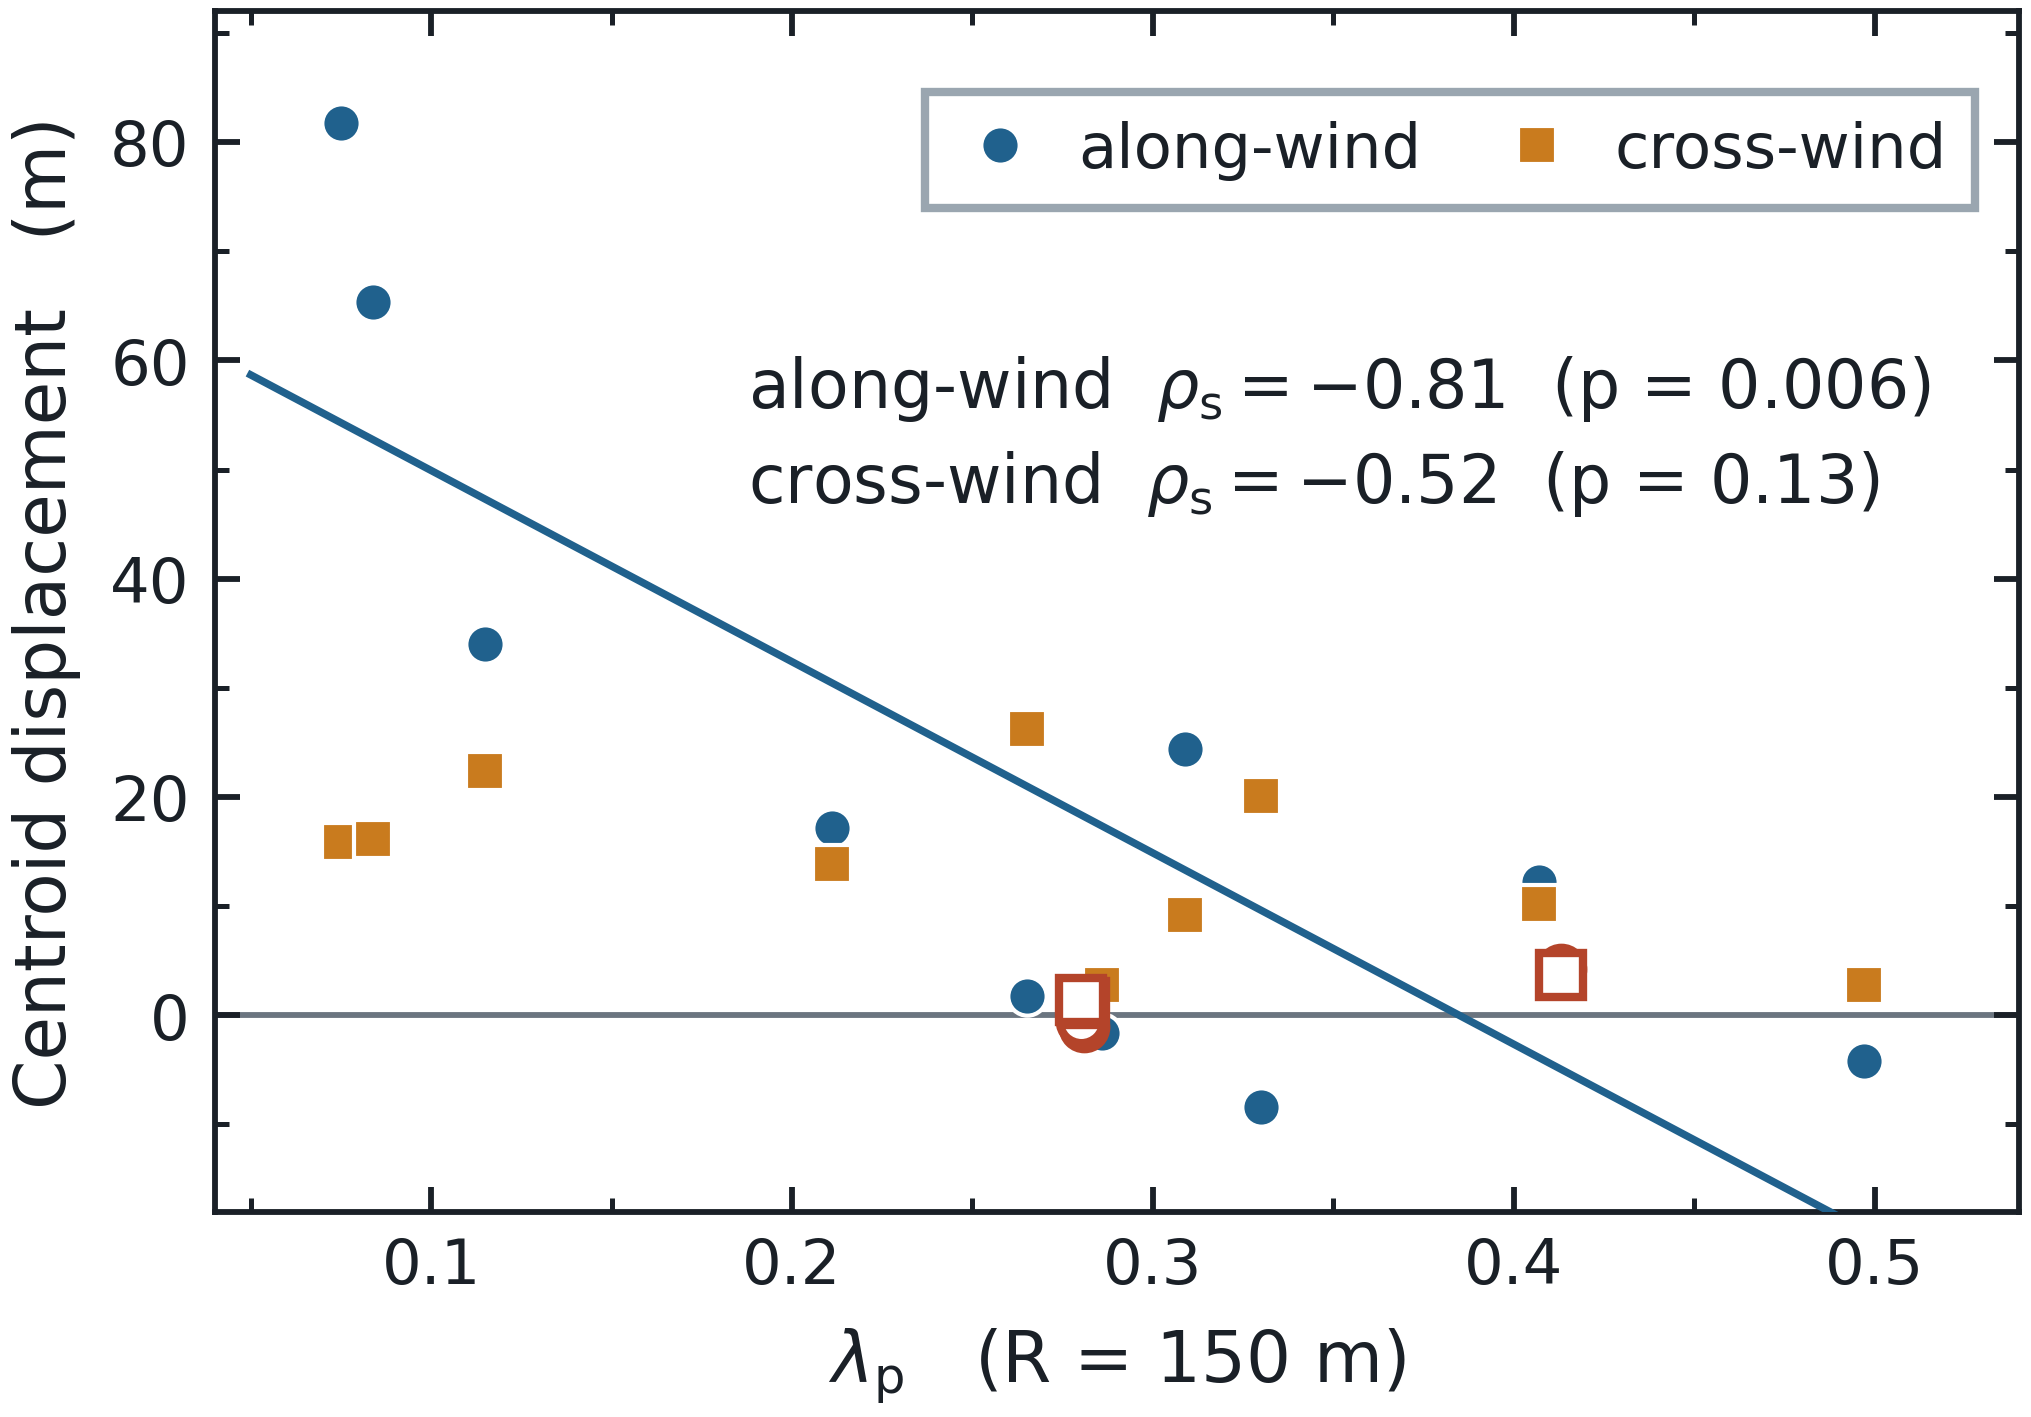 Centroid displacement (m)
80
60
40
20
0
along-wind cross-wind
along-wind ρs = −0.81 (p = 0.006)
cross-wind ρs = −0.52 (p = 0.13)
0.1 0.2 0.3 0.4 0.5
λp (R = 150 m)